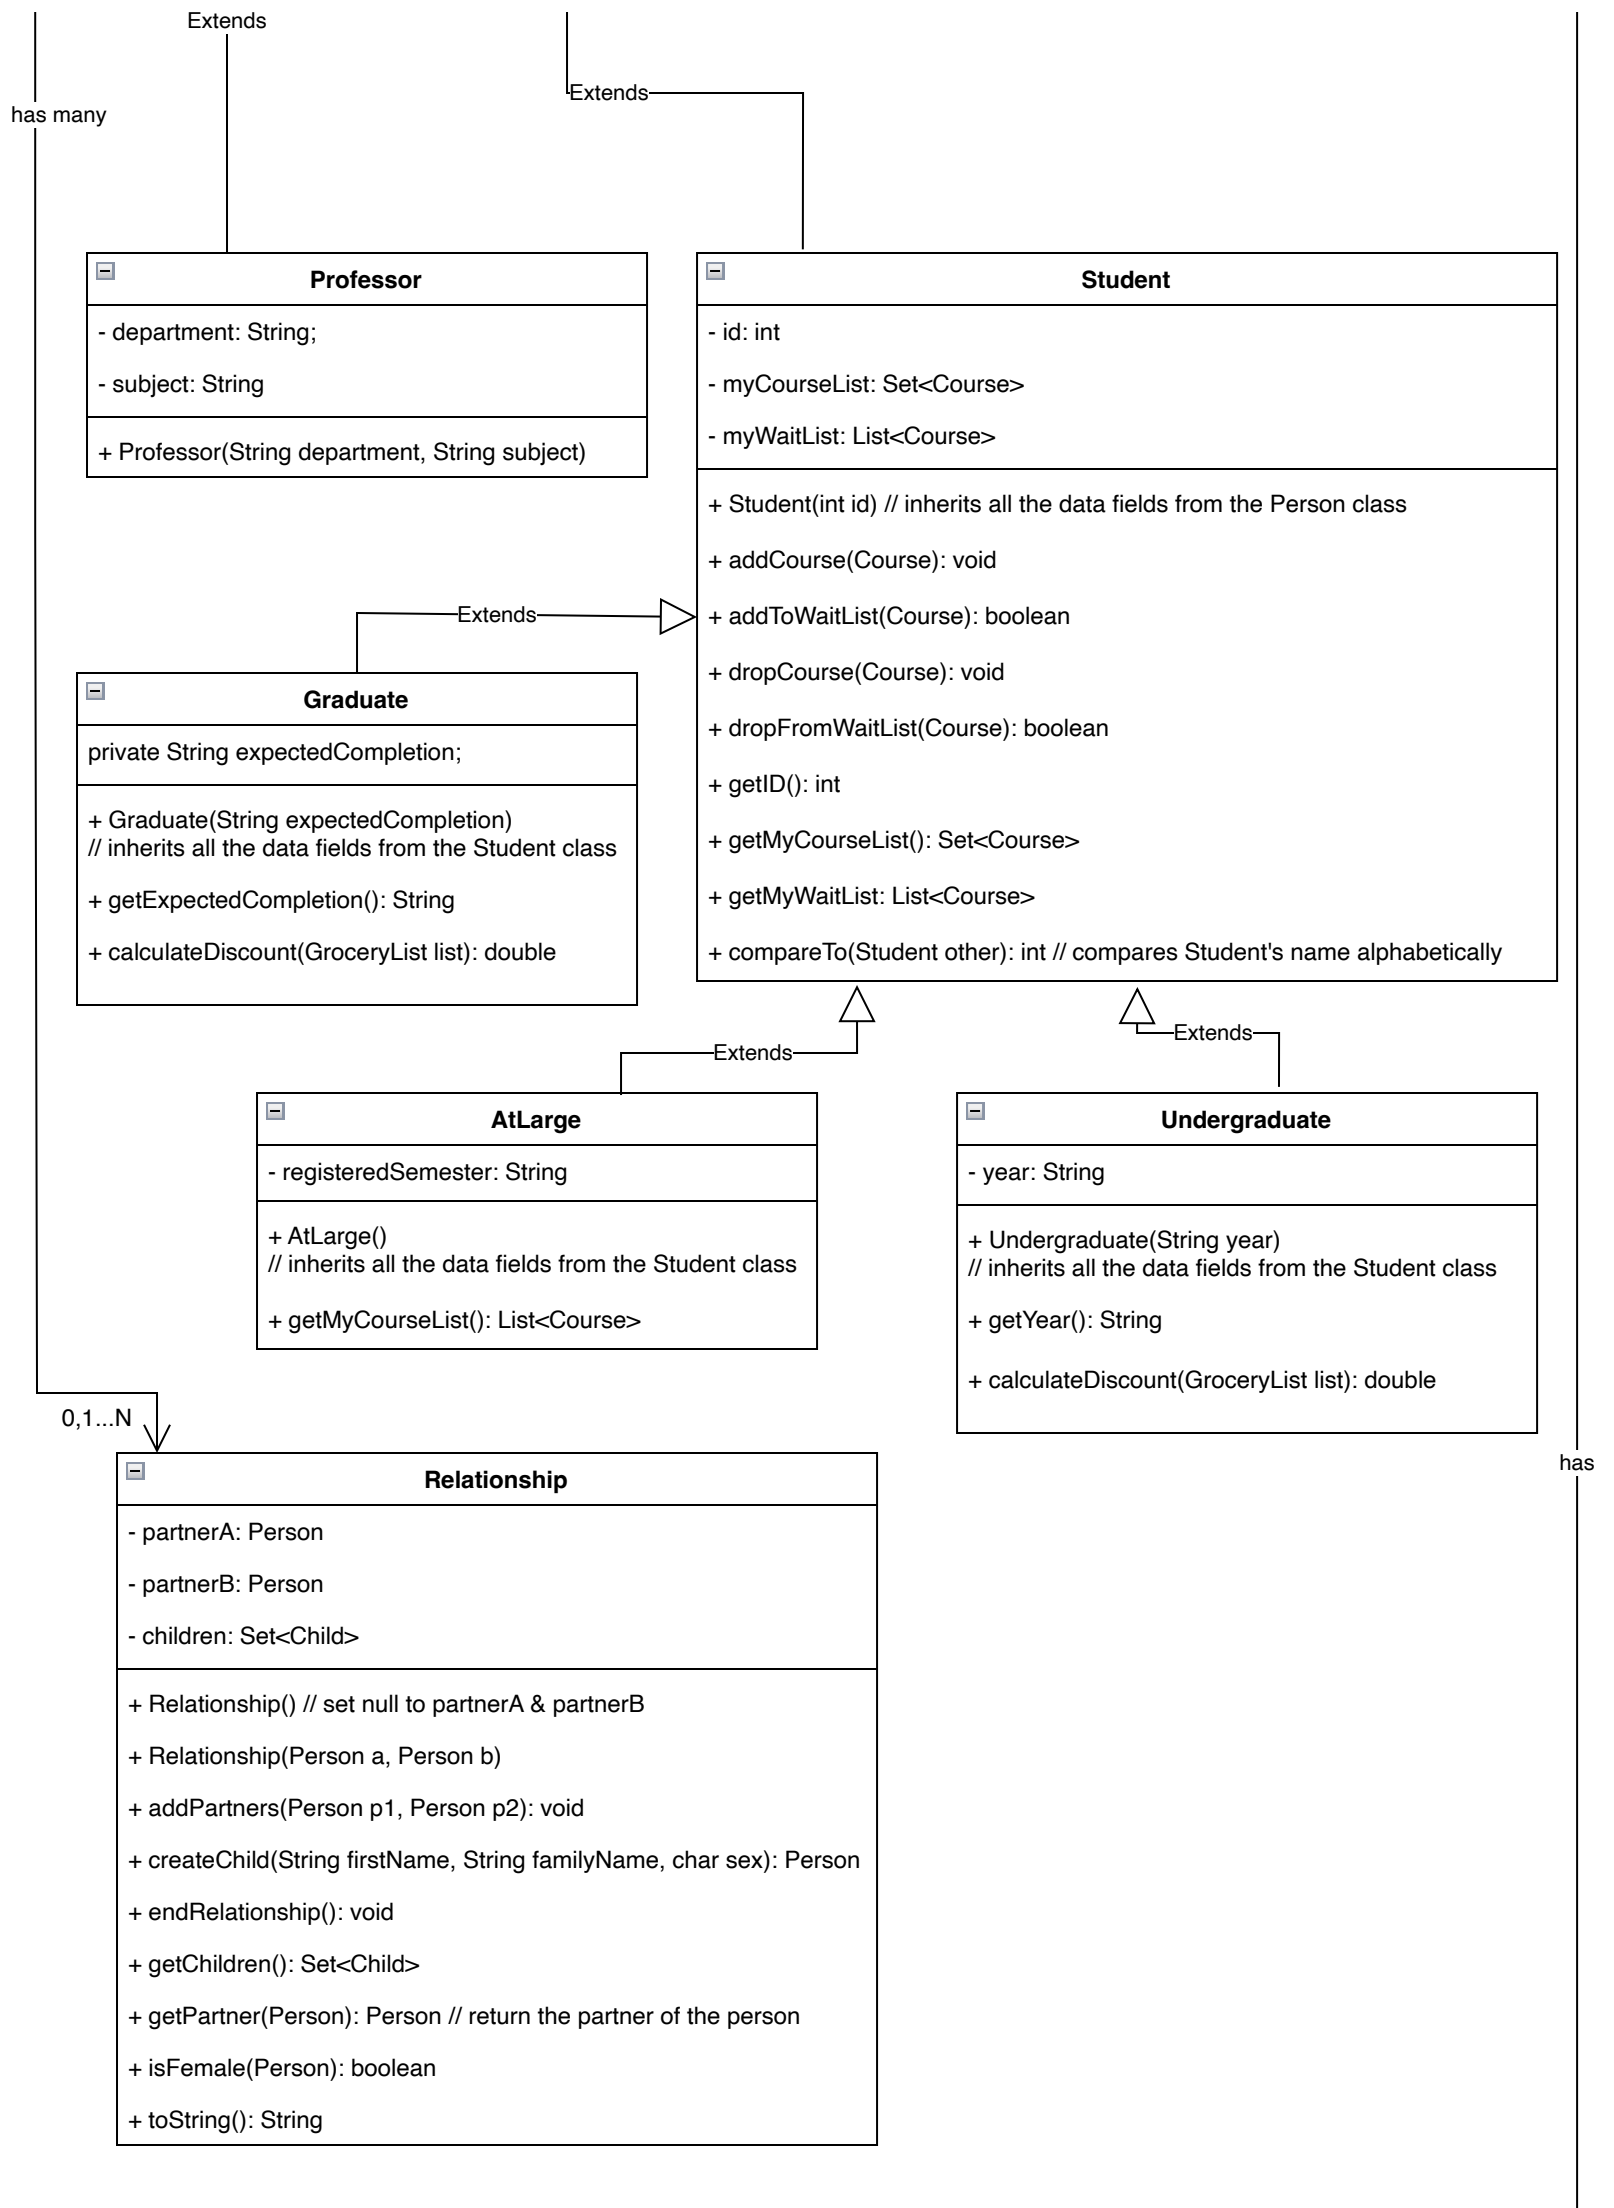 Extends
Extends
has many
Professor
- department: String;
- subject: String
+ Professor(String department, String subject)
Student
- id: int
- myCourseList: Set<Course>
- myWaitList: List<Course>
+ Student(int id) // inherits all the data fields from the Person class
+ addCourse(Course): void
+ addToWaitList(Course): boolean
+ dropCourse(Course): void
+ dropFromWaitList(Course): boolean
+ getID(): int
+ getMyCourseList(): Set<Course>
+ getMyWaitList: List<Course>
+ compareTo(Student other): int // compares Student's name alphabetically
Extends
Graduate
private String expectedCompletion;
+ Graduate(String expectedCompletion)
// inherits all the data fields from the Student class
+ getExpectedCompletion(): String
+ calculateDiscount(GroceryList list): double
Extends
Extends
AtLarge
- registeredSemester: String
+ AtLarge()
// inherits all the data fields from the Student class
+ getMyCourseList(): List<Course>
Undergraduate
- year: String
+ Undergraduate(String year)
// inherits all the data fields from the Student class
+ getYear(): String
+ calculateDiscount(GroceryList list): double
0,1...N
has
Relationship
- partnerA: Person
- partnerB: Person
- children: Set<Child>
+ Relationship() // set null to partnerA & partnerB
+ Relationship(Person a, Person b)
+ addPartners(Person p1, Person p2): void
+ createChild(String firstName, String familyName, char sex): Person
+ endRelationship(): void
+ getChildren(): Set<Child>
+ getPartner(Person): Person // return the partner of the person
+ isFemale(Person): boolean
+ toString(): String